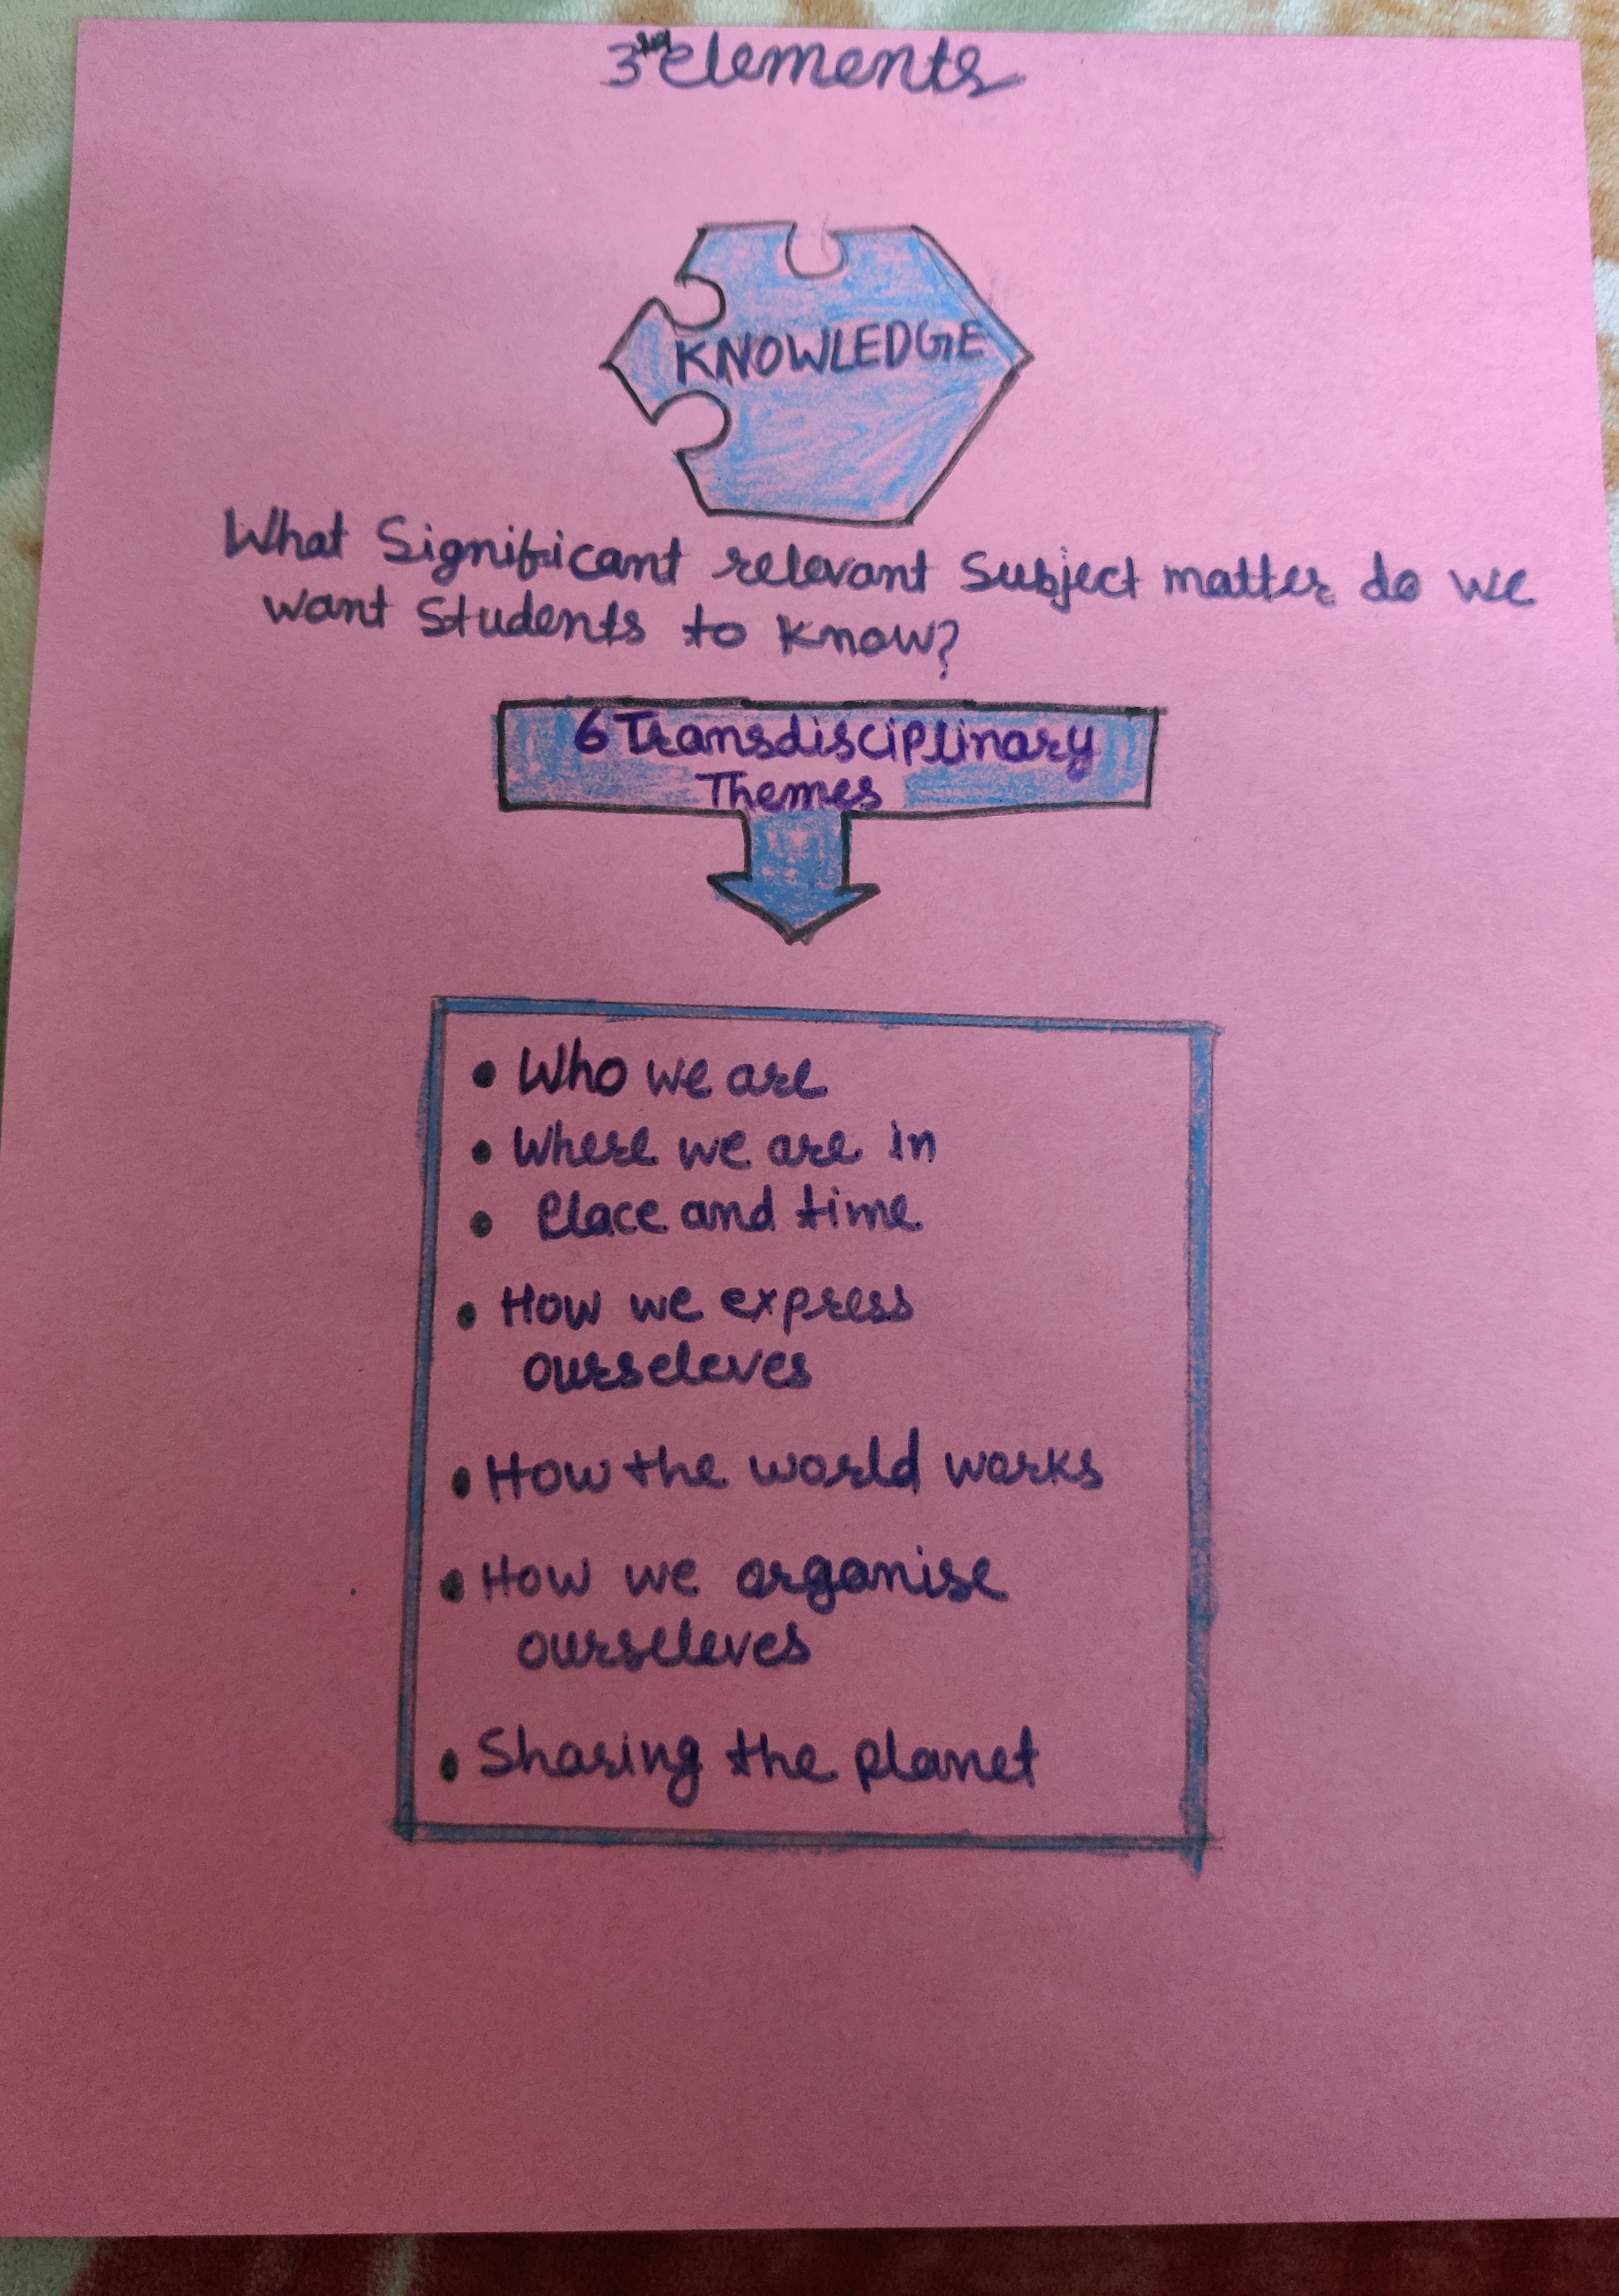 3rd elements
KNOWLEDGE
What Significant relevant Subject matter do we
want Students to Know?
6 Transdisciplinary
Themes
• Who we are
• Where we are in
• Place and time
• How we express
ourseleves
• How the world works
• How we organise
ourseleves
• Sharing the planet